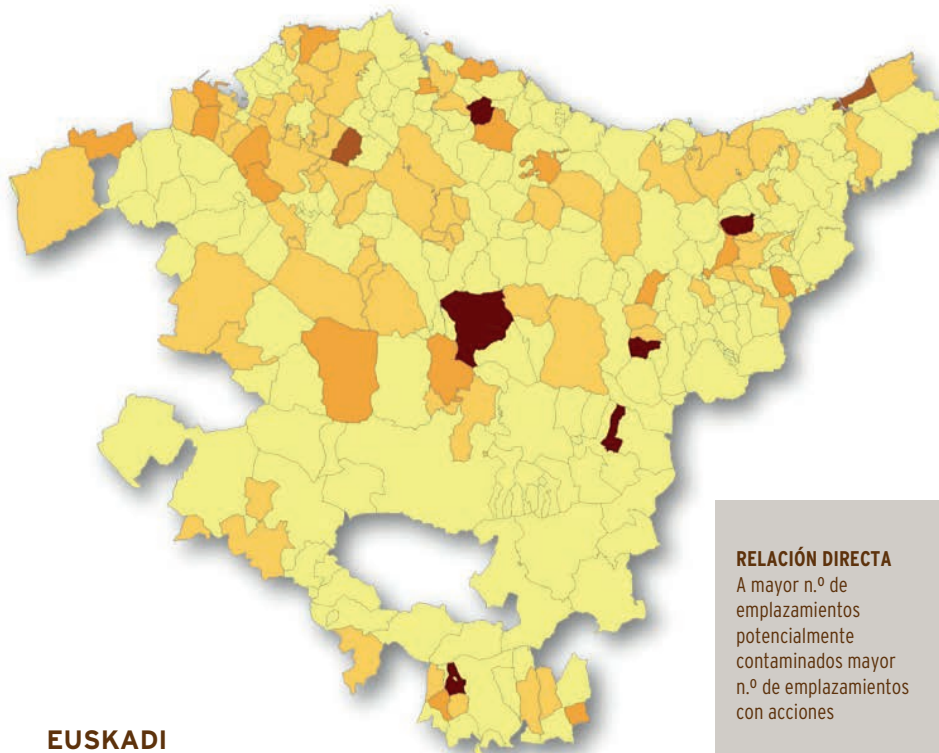 RELACIÓN DIRECTA
A mayor n.º de
emplazamientos
potencialmente
contaminados mayor
n.º de emplazamientos
con acciones
EUSKADI